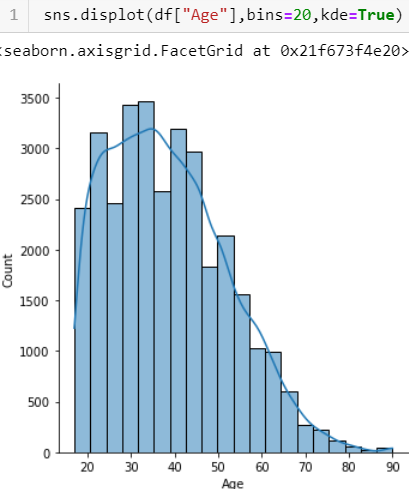 1 sns.displot(df["Age"],bins=20,kde=True)
<seaborn.axisgrid.FacetGrid at 0x21f673f4e20>
3500
3000
2500
2000
1500
1000
500
0
Count
20 30 40 50 60 70 80 90
Age